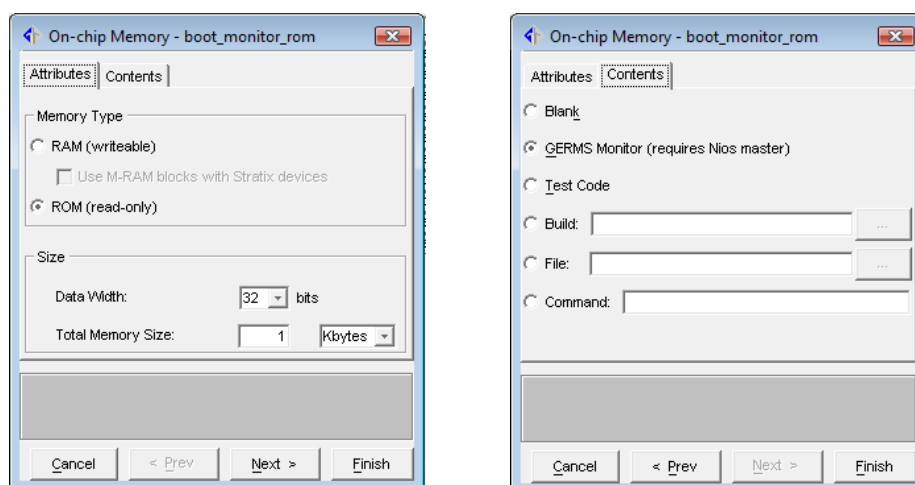 On-chip Memory - boot_monitor_rom
Attributes Contents
Memory Type
RAM (writeable)
Use M-RAM blocks with Stratix devices
ROM (read-only)
Size
Data Width: 32 bits
Total Memory Size: 1 Kbytes
Cancel < Prev Next > Finish
On-chip Memory - boot_monitor_rom
Attributes Contents
Blank
GERMS Monitor (requires Nios master)
Test Code
Build: ...
File: ...
Command:
Cancel < Prev Next > Finish